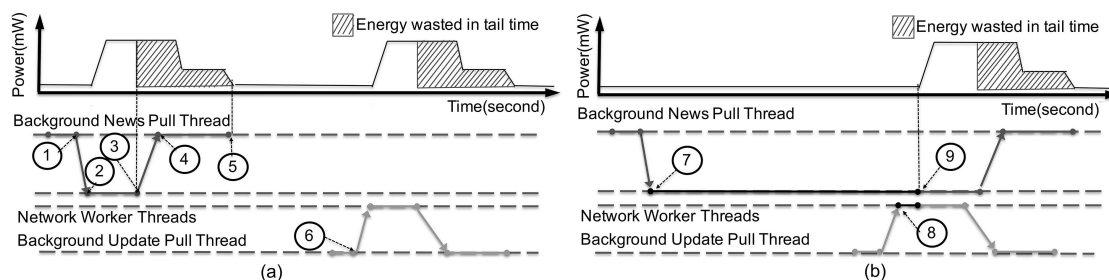 Power(mW)
Energy wasted in tail time
Time(second)
Background News Pull Thread
1
2
3
4
5
Network Worker Threads
Background Update Pull Thread
6
(a)
Power(mW)
Energy wasted in tail time
Time(second)
Background News Pull Thread
7
9
Network Worker Threads
Background Update Pull Thread
8
(b)